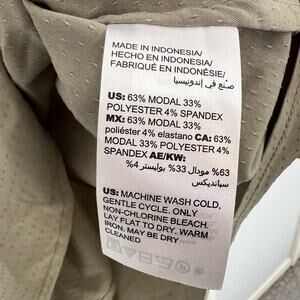 MADE IN INDONESIA/
HECHO EN INDONESIA/
FABRIQUÉ EN INDONÉSIE/
صنع في إندونيسيا
US: 63% MODAL 33%
POLYESTER 4% SPANDEX
MX: 63% MODAL 33%
poliéster 4% elastano CA: 63%
MODAL 33% POLYESTER 4%
SPANDEX AE/KW:
63% مودال 33% بوليستر 4%
سبانديكس
US: MACHINE WASH COLD,
GENTLE CYCLE. ONLY
NON-CHLORINE BLEACH.
LAY FLAT TO DRY. WARM
IRON. MAY BE DRY
CLEANED